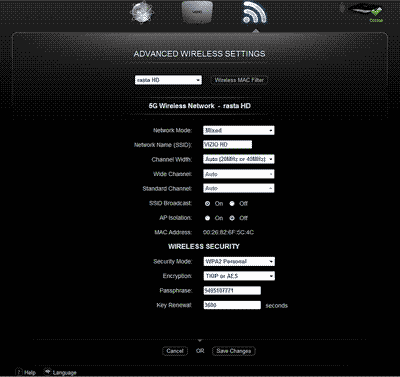 ADVANCED WIRELESS SETTINGS
rasta HD
Wireless MAC Filter
5G Wireless Network - rasta HD
Network Mode: Mixed
Network Name (SSID): VIZIO HD
Channel Width: Auto (20MHz or 40MHz)
Wide Channel: Auto
Standard Channel: Auto
SSID Broadcast: On Off
AP Isolation: On Off
MAC Address: 00:26:82:6F:5C:4C
WIRELESS SECURITY
Security Mode: WPA2 Personal
Encryption: TKIP or AES
Passphrase: 9495107771
Key Renewal: 3600 seconds
Cancel OR Save Changes
? Help Language